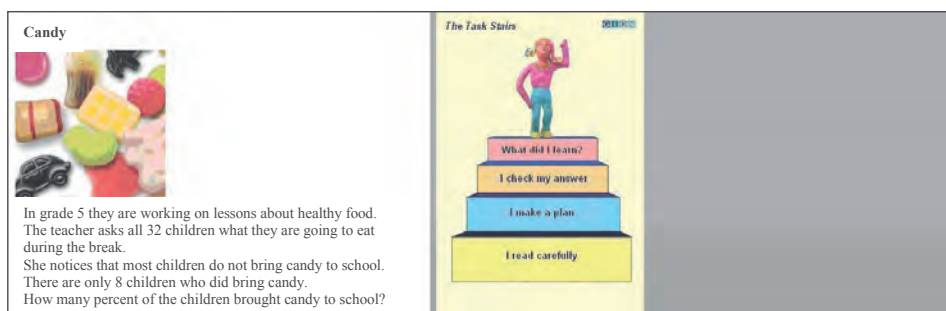 Candy
In grade 5 they are working on lessons about healthy food.
The teacher asks all 32 children what they are going to eat
during the break.
She notices that most children do not bring candy to school.
There are only 8 children who did bring candy.
How many percent of the children brought candy to school?
The Task Stairs
What did I learn?
I check my answer
I make a plan
I read carefully